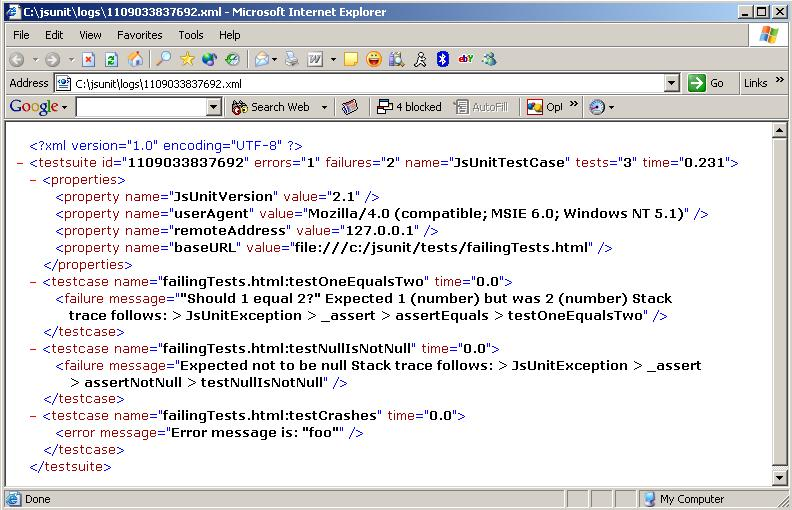 C:\jsunit\logs\1109033837692.xml - Microsoft Internet Explorer
File Edit View Favorites Tools Help
Address C:\jsunit\logs\1109033837692.xml Go Links »
Google Search Web 4 blocked AutoFill Opt »
<?xml version="1.0" encoding="UTF-8" ?>
- <testsuite id="1109033837692" errors="1" failures="2" name="JsUnitTestCase" tests="3" time="0.231">
- <properties>
<property name="JsUnitVersion" value="2.1" />
<property name="userAgent" value="Mozilla/4.0 (compatible; MSIE 6.0; Windows NT 5.1)" />
<property name="remoteAddress" value="127.0.0.1" />
<property name="baseURL" value="file:///c:/jsunit/tests/failingTests.html" />
</properties>
- <testcase name="failingTests.html:testOneEqualsTwo" time="0.0">
<failure message=""Should 1 equal 2?" Expected 1 (number) but was 2 (number) Stack
trace follows: > JsUnitException > _assert > assertEquals > testOneEqualsTwo" />
</testcase>
- <testcase name="failingTests.html:testNullIsNotNull" time="0.0">
<failure message="Expected not to be null Stack trace follows: > JsUnitException > _assert
> assertNotNull > testNullIsNotNull" />
</testcase>
- <testcase name="failingTests.html:testCrashes" time="0.0">
<error message="Error message is: "foo"" />
</testcase>
</testsuite>
Done My Computer